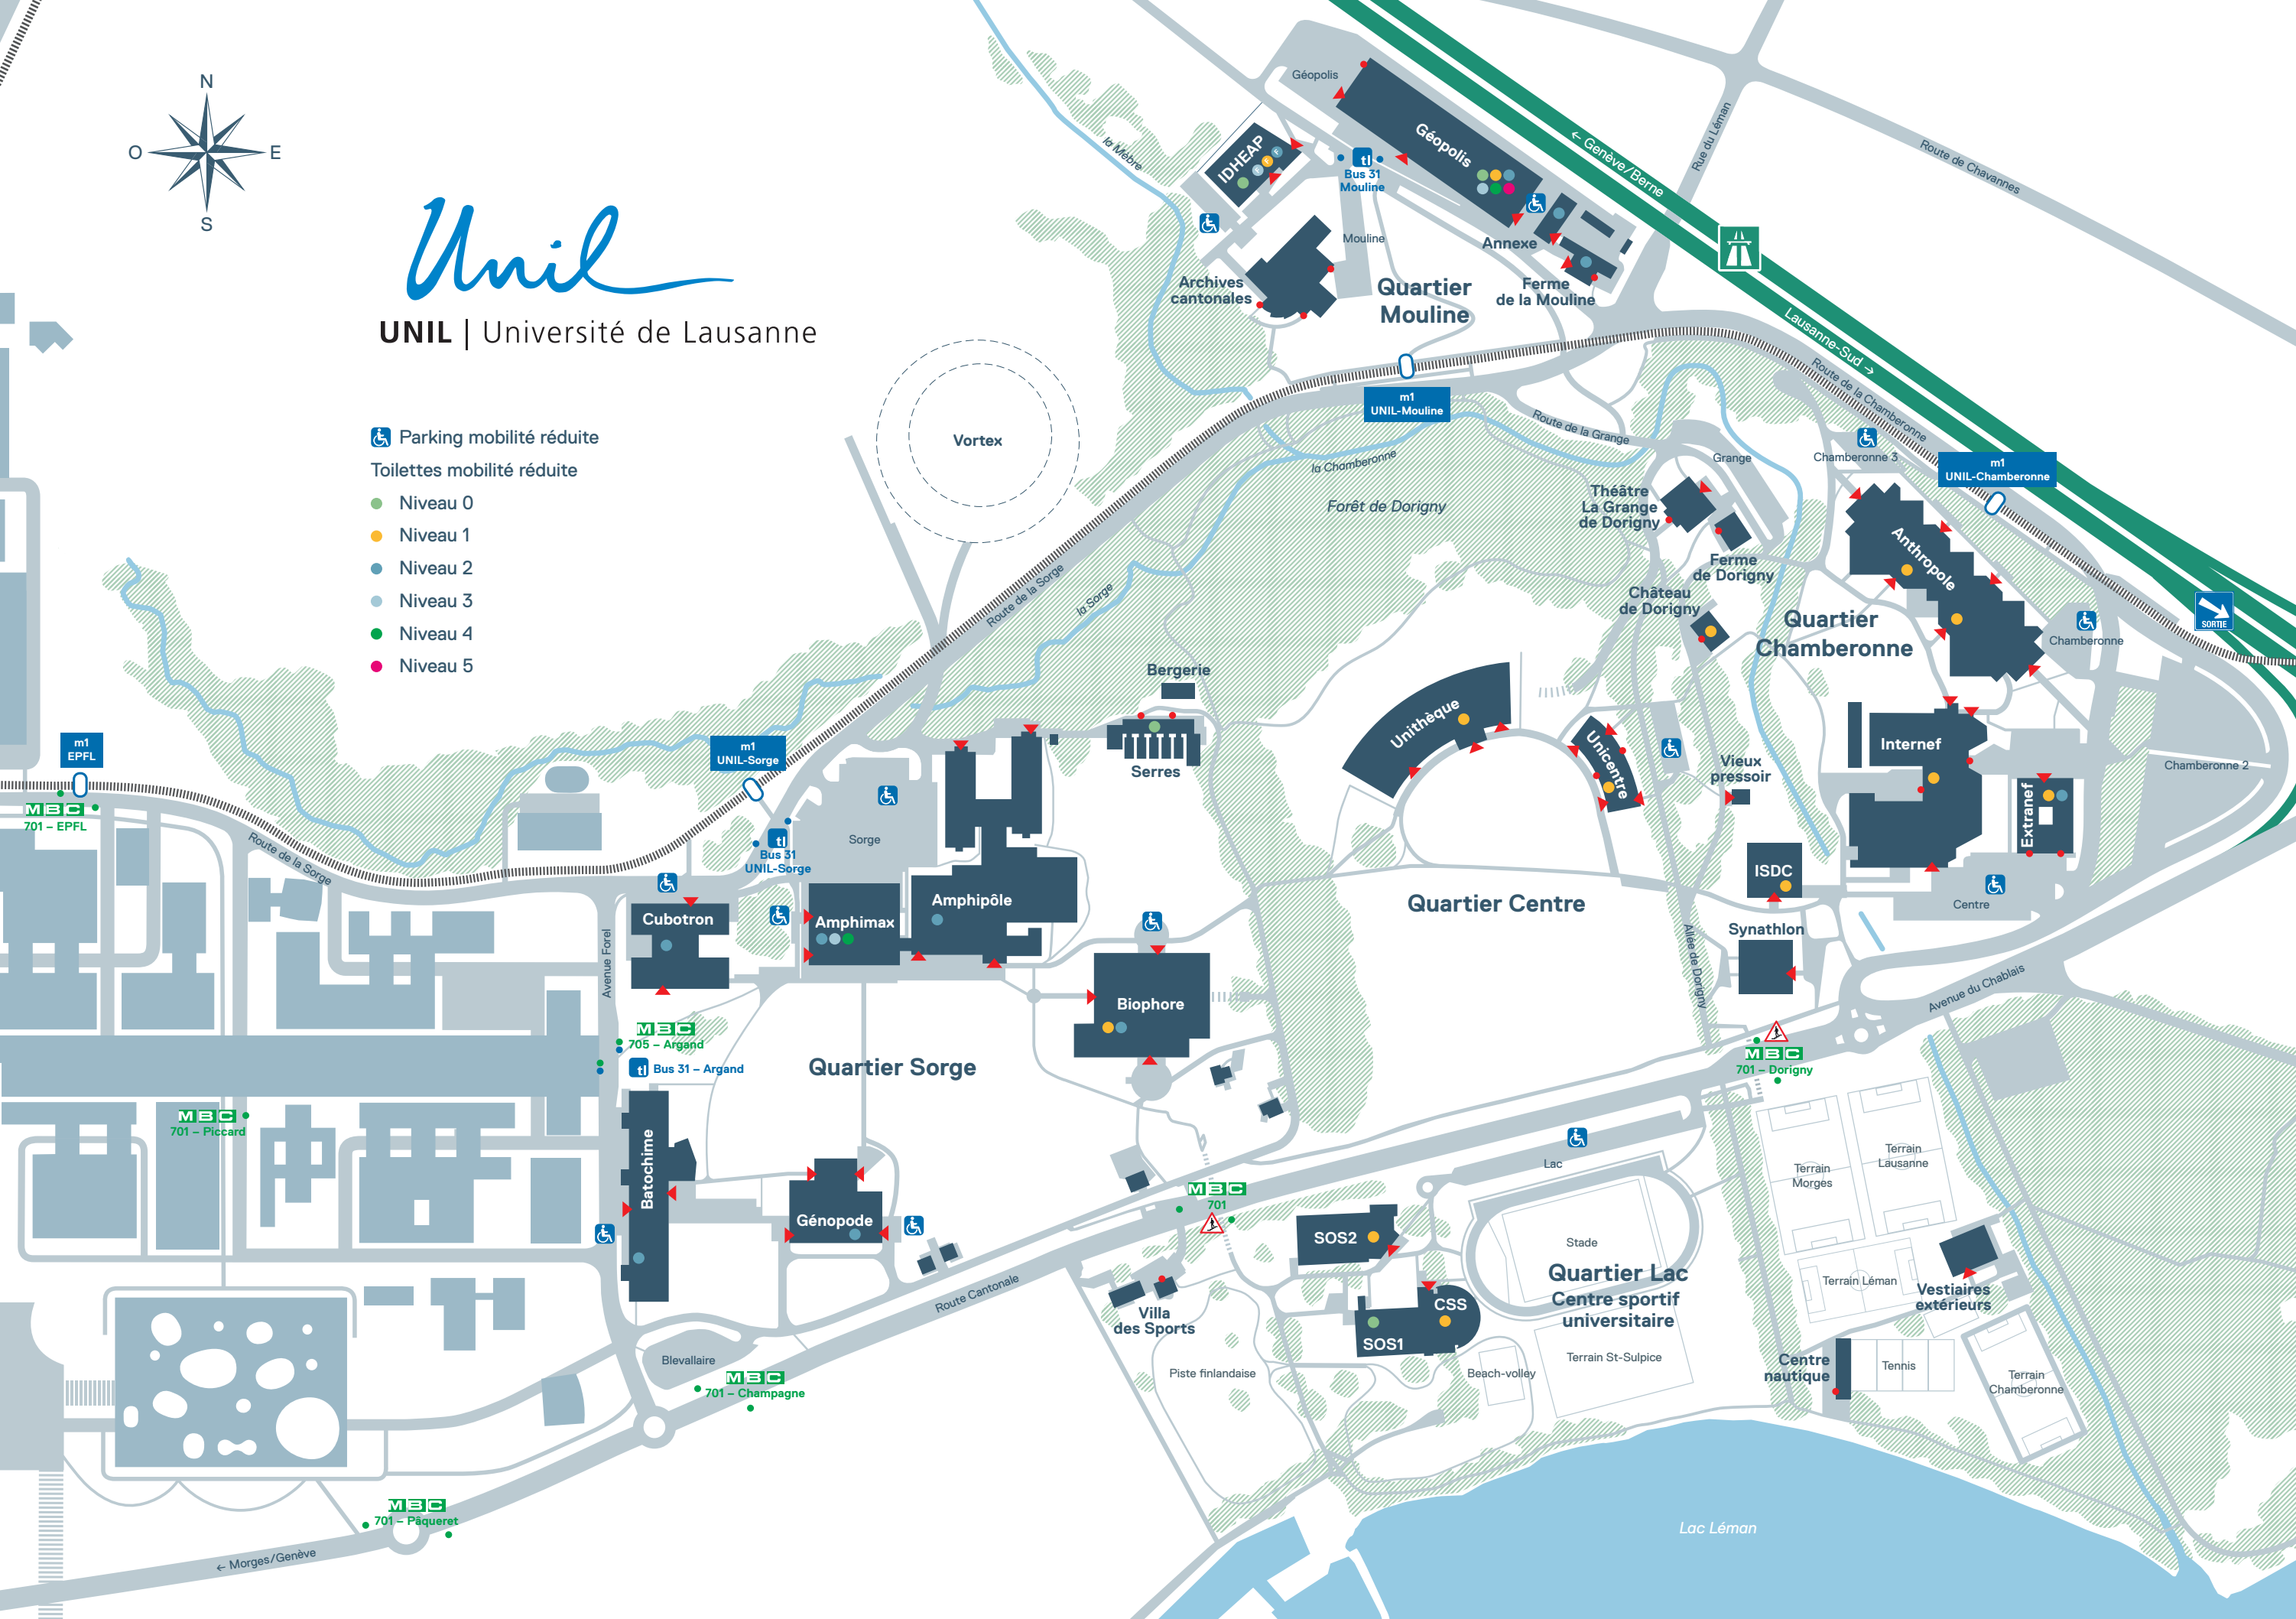 N
O
E
S
Unil
UNIL | Université de Lausanne
Parking mobilité réduite
Toilettes mobilité réduite
Niveau 0
Niveau 1
Niveau 2
Niveau 3
Niveau 4
Niveau 5
Géopolis
Géopolis
IDHEAP
F
F
F
tl
Bus 31
Mouline
la Mèbre
Mouline
Annexe
Archives
cantonales
Quartier
Mouline
Ferme
de la Mouline
← Genève/Berne
Rue du Léman
Route de Chavannes
Lausanne-Sud →
Route de la Chamberonne
m1
UNIL-Mouline
Route de la Grange
la Chamberonne
Forêt de Dorigny
Grange
Chamberonne 3
m1
UNIL-Chamberonne
Théâtre
La Grange
de Dorigny
Ferme
de Dorigny
Château
de Dorigny
Anthropole
Quartier
Chamberonne
Chamberonne
SORTIE
Vortex
Route de la Sorge
la Sorge
Bergerie
Serres
Unithèque
Unicentre
Vieux
pressoir
Internef
Extranef
Chamberonne 2
ISDC
Centre
Synathlon
Quartier Centre
Allée de Dorigny
Avenue du Chablais
m1
EPFL
MBC
701 – EPFL
Route de la Sorge
m1
UNIL-Sorge
tl
Bus 31
UNIL-Sorge
Sorge
Cubotron
Amphimax
Amphipôle
Biophore
Avenue Forel
MBC
705 – Argand
tl
Bus 31 – Argand
Quartier Sorge
MBC
701 – Piccard
Batochime
Génopode
MBC
701 – Dorigny
MBC
701
Lac
SOS2
Stade
CSS
SOS1
Quartier Lac
Centre sportif
universitaire
Terrain
Morges
Terrain
Lausanne
Terrain Léman
Vestiaires
extérieurs
Villa
des Sports
Route Cantonale
Piste finlandaise
Beach-volley
Terrain St-Sulpice
Centre
nautique
Tennis
Terrain
Chamberonne
Blevallaire
MBC
701 – Champagne
MBC
701 – Pâqueret
← Morges/Genève
Lac Léman